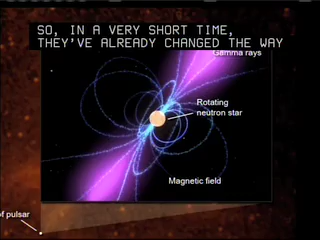 SO, IN A VERY SHORT TIME,
THEY'VE ALREADY CHANGED THE WAY
Gamma rays
Rotating
neutron star
Magnetic field
of pulsar